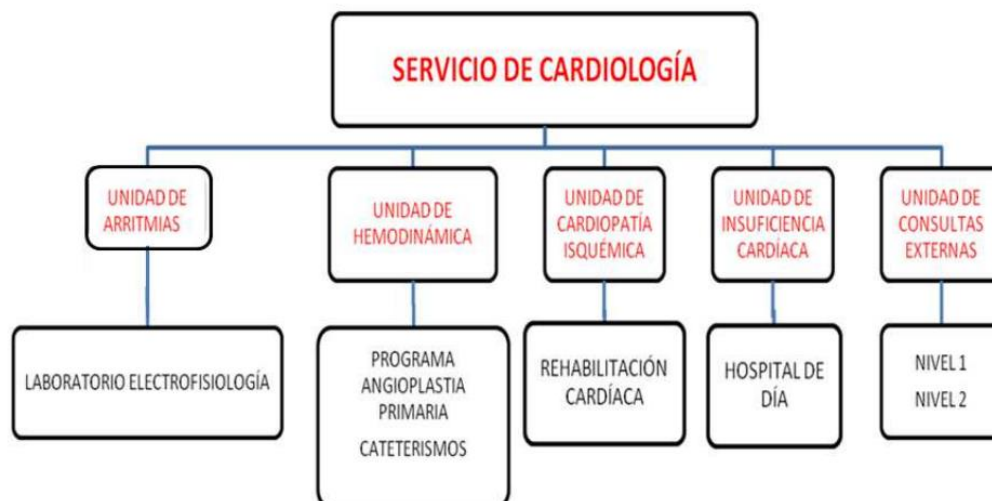 SERVICIO DE CARDIOLOGÍA
UNIDAD DE
ARRITMIAS
UNIDAD DE
HEMODINÁMICA
UNIDAD DE
CARDIOPATÍA
ISQUÉMICA
UNIDAD DE
INSUFICIENCIA
CARDÍACA
UNIDAD DE
CONSULTAS
EXTERNAS
LABORATORIO ELECTROFISIOLOGÍA
PROGRAMA
ANGIOPLASTIA
PRIMARIA
CATETERISMOS
REHABILITACIÓN
CARDÍACA
HOSPITAL DE
DÍA
NIVEL 1
NIVEL 2